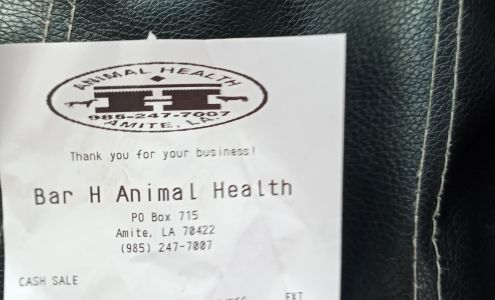 ANIMAL HEALTH
H
985-247-7007
AMITE, LA.
Thank you for your business!
Bar H Animal Health
PO Box 715
Amite, LA 70422
(985) 247-7007
CASH SALE
EXT